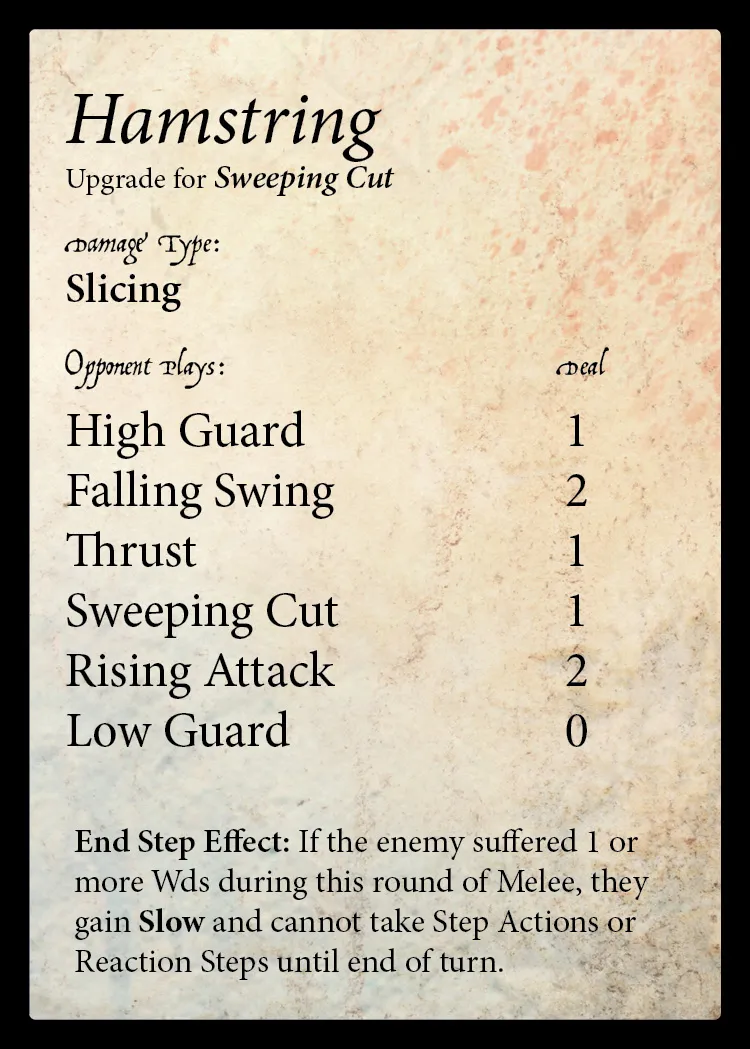 Hamstring
Upgrade for Sweeping Cut
Damage Type:
Slicing
Opponent Plays: Deal
High Guard 1
Falling Swing 2
Thrust 1
Sweeping Cut 1
Rising Attack 2
Low Guard 0
End Step Effect: If the enemy suffered 1 or
more Wds during this round of Melee, they
gain Slow and cannot take Step Actions or
Reaction Steps until end of turn.